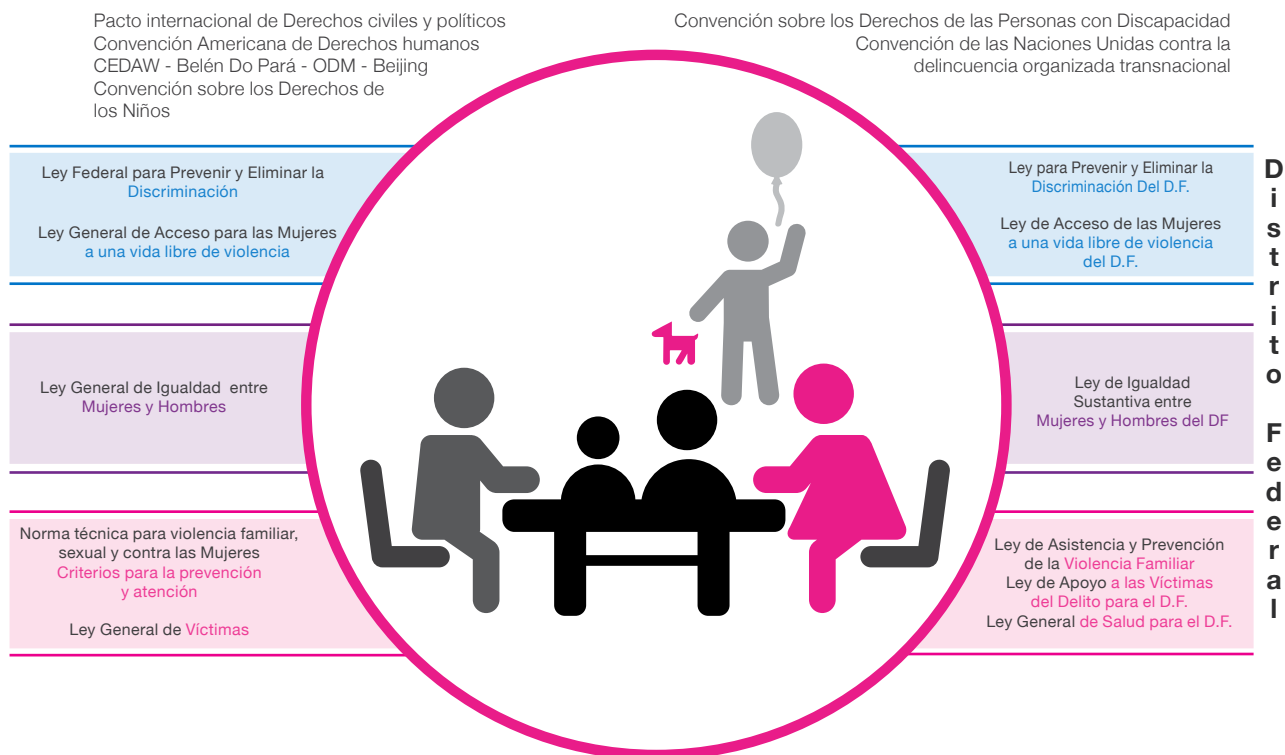 Pacto internacional de Derechos civiles y políticos
Convención Americana de Derechos humanos
CEDAW - Belén Do Pará - ODM - Beijing
Convención sobre los Derechos de
los Niños
Convención sobre los Derechos de las Personas con Discapacidad
Convención de las Naciones Unidas contra la
delincuencia organizada transnacional
Ley Federal para Prevenir y Eliminar la
Discriminación
Ley General de Acceso para las Mujeres
a una vida libre de violencia
Ley General de Igualdad entre
Mujeres y Hombres
Norma técnica para violencia familiar,
sexual y contra las Mujeres
Criterios para la prevención
y atención
Ley General de Víctimas
Ley para Prevenir y Eliminar la
Discriminación Del D.F.
Ley de Acceso de las Mujeres
a una vida libre de violencia
del D.F.
Ley de Igualdad
Sustantiva entre
Mujeres y Hombres del DF
Ley de Asistencia y Prevención
de la Violencia Familiar
Ley de Apoyo a las Víctimas
del Delito para el D.F.
Ley General de Salud para el D.F.
Distrito Federal